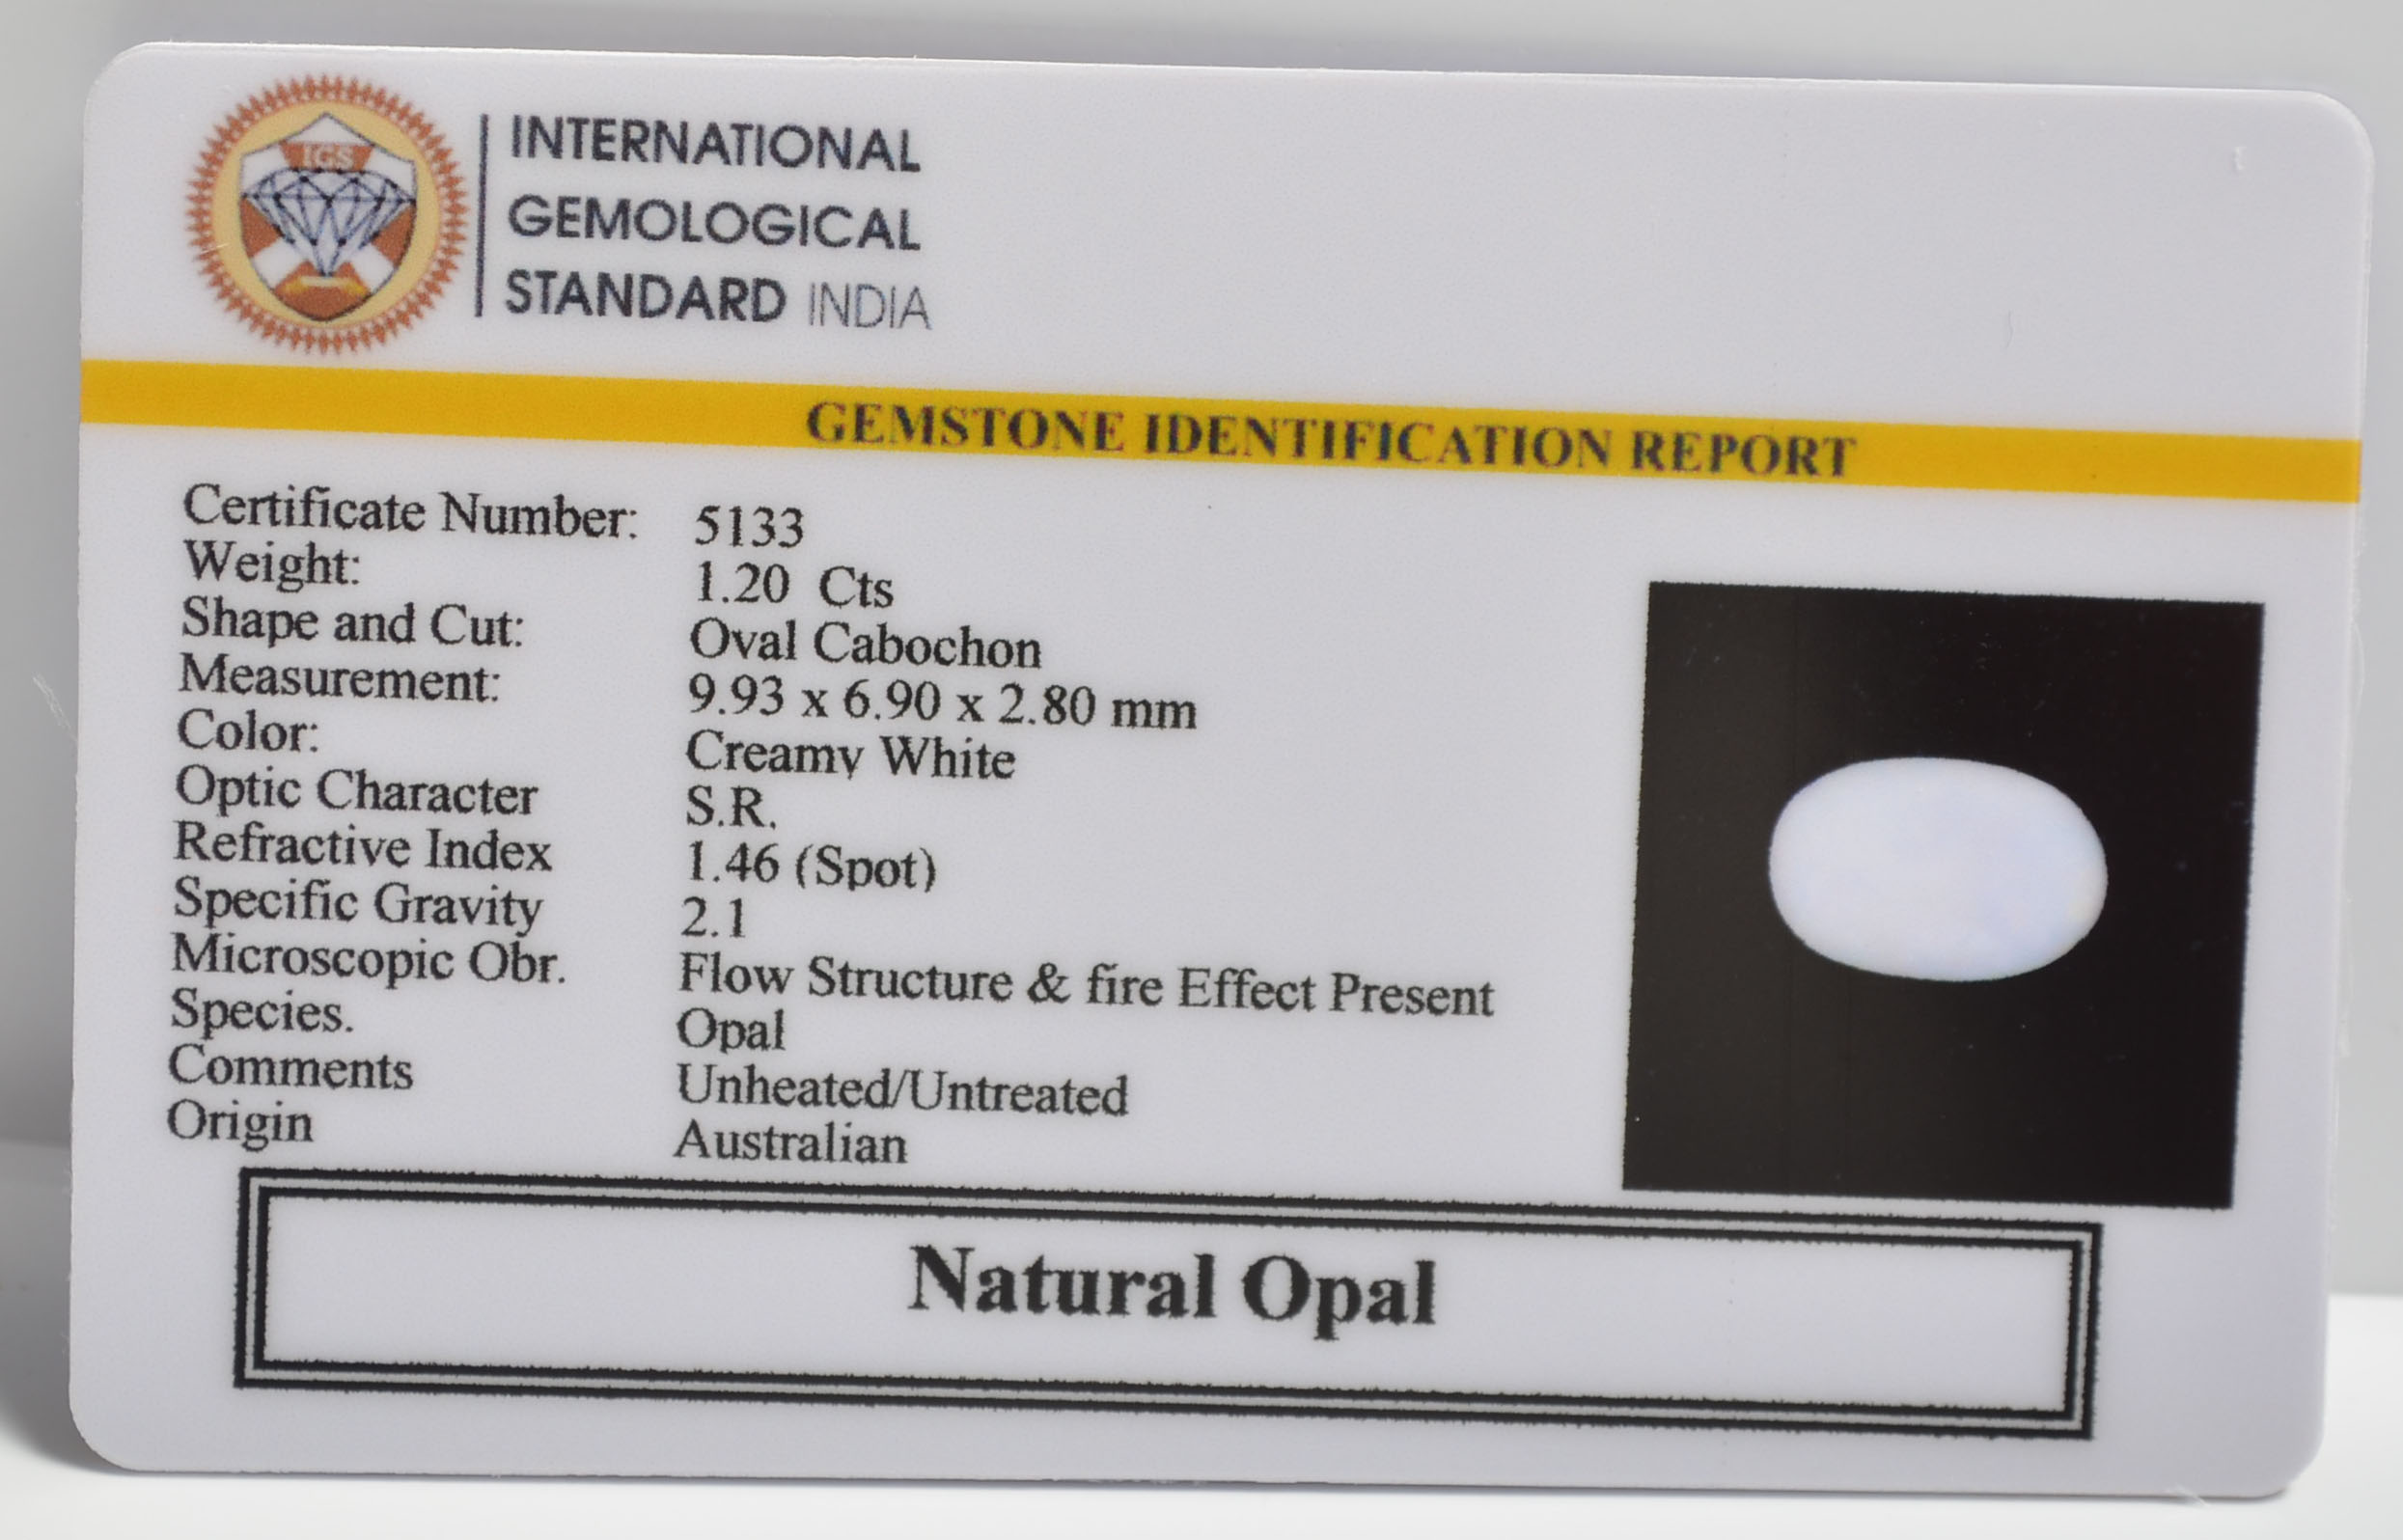 IGS
INTERNATIONAL
GEMOLOGICAL
STANDARD INDIA
GEMSTONE IDENTIFICATION REPORT
Certificate Number: 5133
Weight: 1.20 Cts
Shape and Cut: Oval Cabochon
Measurement: 9.93 x 6.90 x 2.80 mm
Color: Creamy White
Optic Character S.R.
Refractive Index 1.46 (Spot)
Specific Gravity 2.1
Microscopic Obr. Flow Structure & fire Effect Present
Species. Opal
Comments Unheated/Untreated
Origin Australian
Natural Opal